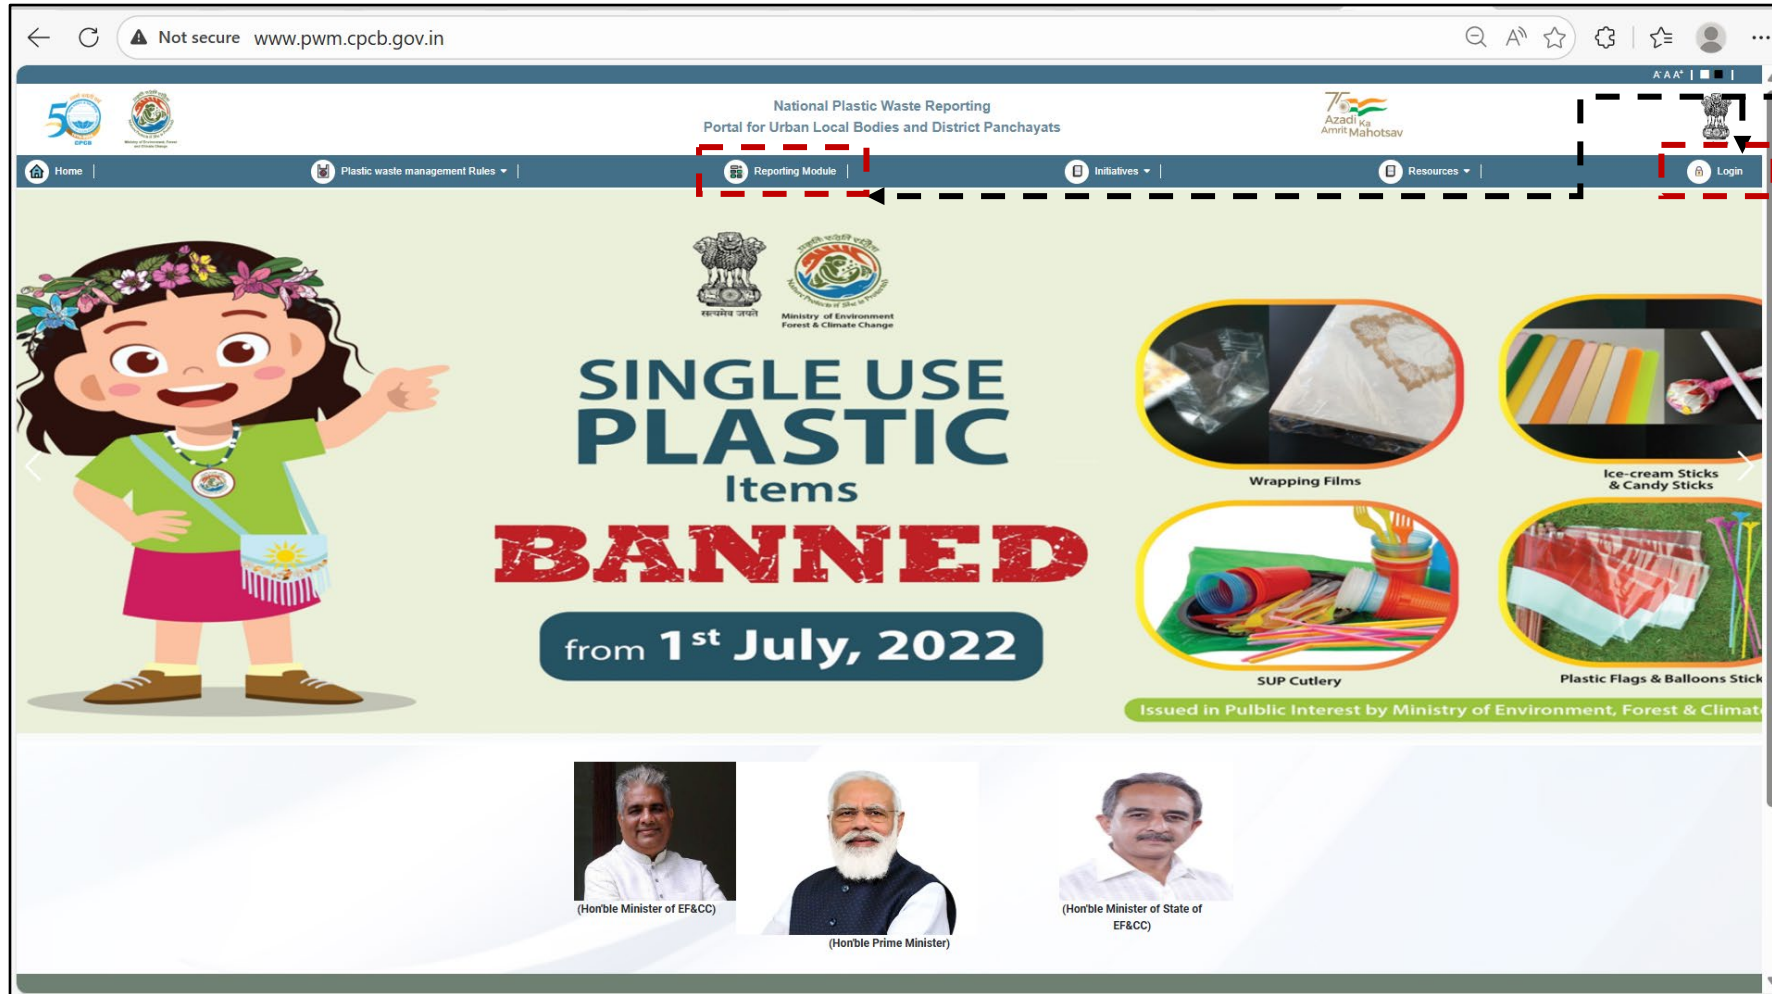 Not secure www.pwm.cpcb.gov.in
A- A A+
50
CPCB
National Plastic Waste Reporting
Portal for Urban Local Bodies and District Panchayats
75
Azadi Ka
Amrit Mahotsav
Home
Plastic waste management Rules
Reporting Module
Initiatives
Resources
Login
सत्यमेव जयते
Ministry of Environment
Forest & Climate Change
SINGLE USE
PLASTIC
Items
BANNED
from 1st July, 2022
Wrapping Films
Ice-cream Sticks
& Candy Sticks
SUP Cutlery
Plastic Flags & Balloons Stick
Issued in Pulblic Interest by Ministry of Environment, Forest & Climat
(Hon'ble Minister of EF&CC)
(Hon'ble Prime Minister)
(Hon'ble Minister of State of
EF&CC)